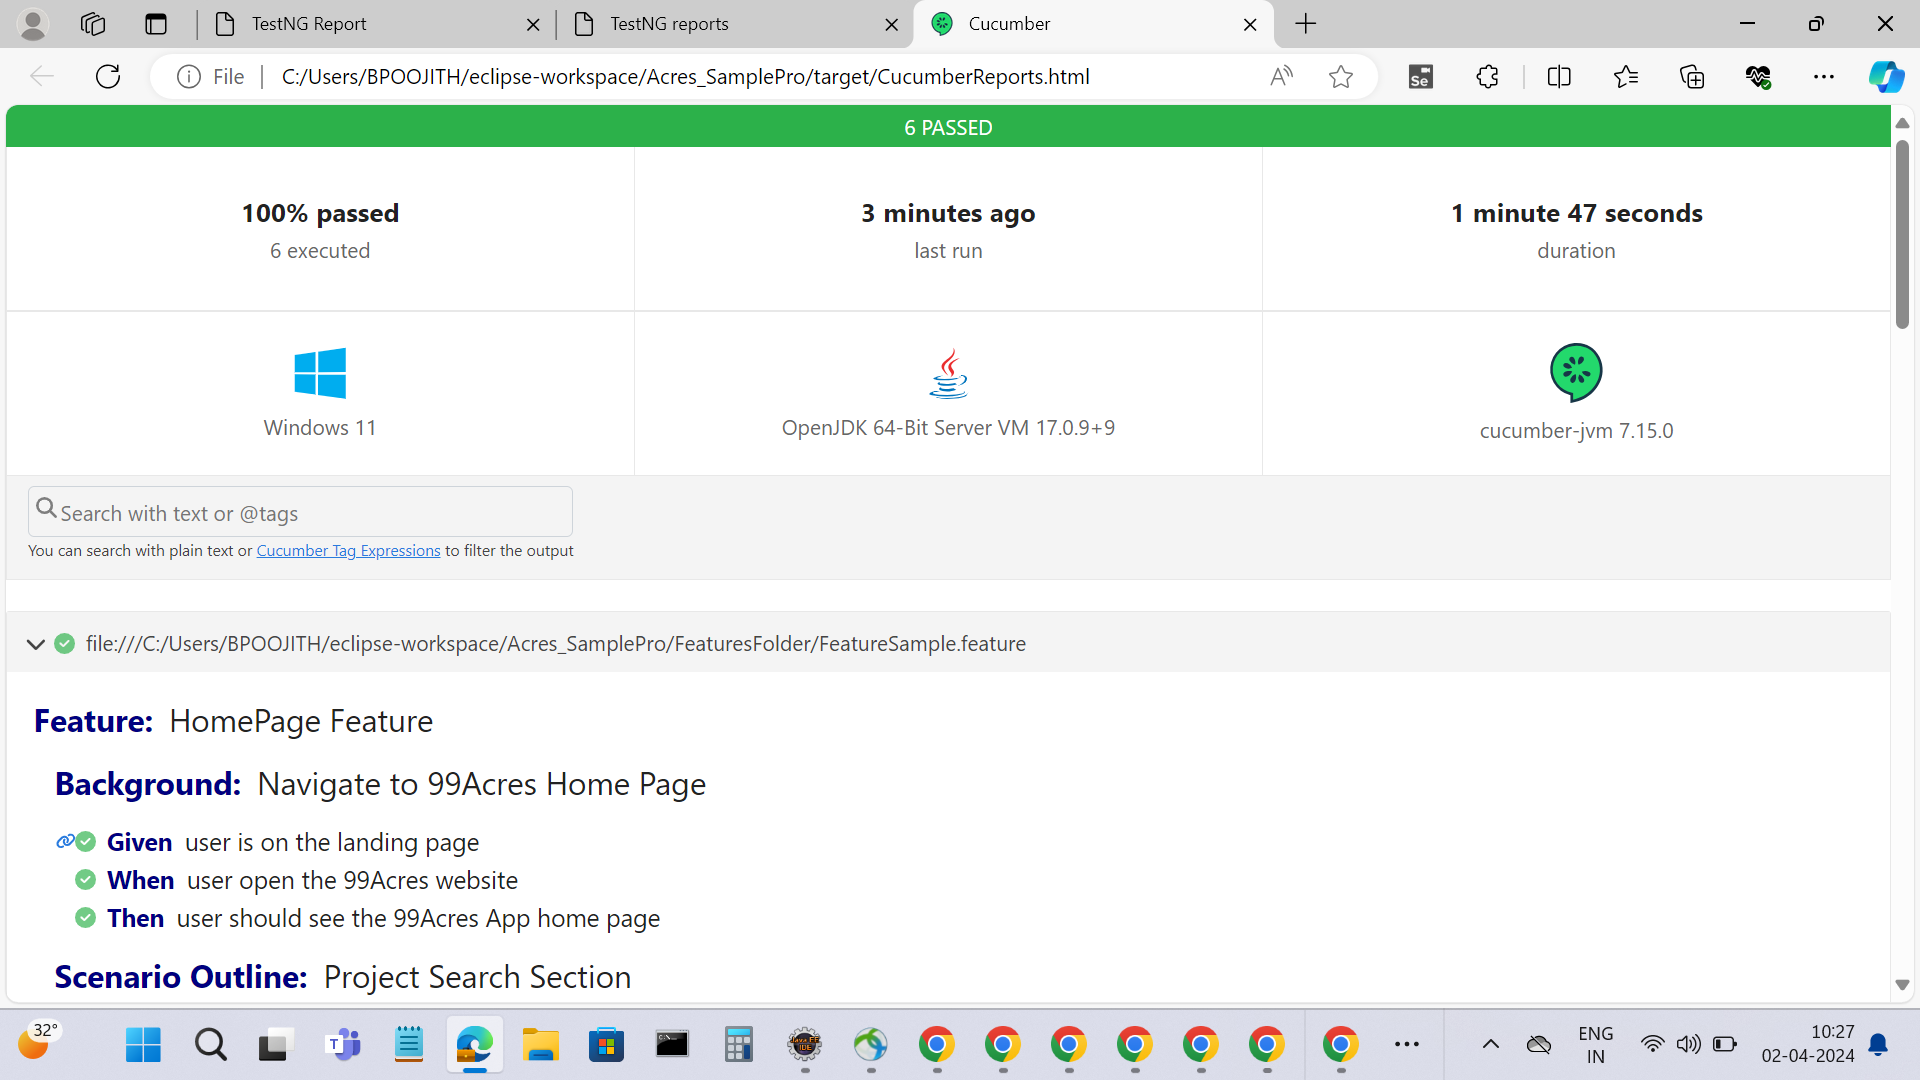 TestNG Report
TestNG reports
Cucumber
File
C:/Users/BPOOJITH/eclipse-workspace/Acres_SamplePro/target/CucumberReports.html
6 PASSED
100% passed
6 executed
3 minutes ago
last run
1 minute 47 seconds
duration
Windows 11
OpenJDK 64-Bit Server VM 17.0.9+9
cucumber-jvm 7.15.0
Search with text or @tags
You can search with plain text or Cucumber Tag Expressions to filter the output
file:///C:/Users/BPOOJITH/eclipse-workspace/Acres_SamplePro/FeaturesFolder/FeatureSample.feature
Feature: HomePage Feature
Background: Navigate to 99Acres Home Page
Given user is on the landing page
When user open the 99Acres website
Then user should see the 99Acres App home page
Scenario Outline: Project Search Section
32°
ENG
IN
10:27
02-04-2024